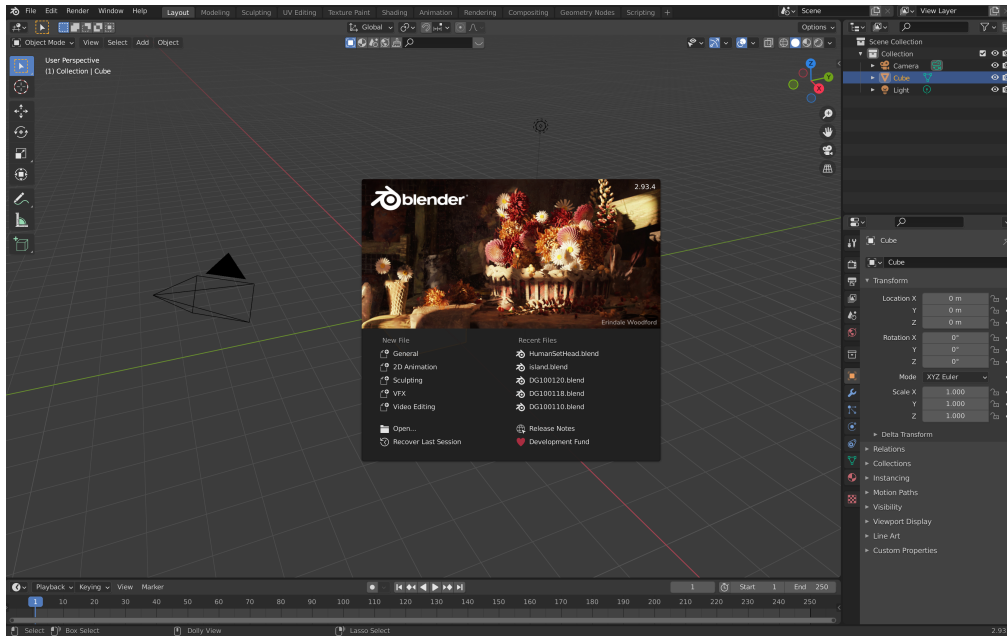 File Edit Render Window Help Layout Modeling Sculpting UV Editing Texture Paint Shading Animation Rendering Compositing Geometry Nodes Scripting + Scene View Layer
Global Options
Object Mode View Select Add Object
User Perspective
(1) Collection | Cube
Scene Collection
Collection
Camera
Cube
Light
Z
Y
X
blender
2.93.4
Erindale Woodford
New File
General
2D Animation
Sculpting
VFX
Video Editing
Open...
Recover Last Session
Recent Files
HumanSetHead.blend
island.blend
DG100120.blend
DG100118.blend
DG100110.blend
Release Notes
Development Fund
Cube
Cube
Transform
Location X 0 m
Y 0 m
Z 0 m
Rotation X 0°
Y 0°
Z 0°
Mode XYZ Euler
Scale X 1.000
Y 1.000
Z 1.000
Delta Transform
Relations
Collections
Instancing
Motion Paths
Visibility
Viewport Display
Line Art
Custom Properties
Playback Keying View Marker 1 Start 1 End 250
1 10 20 30 40 50 60 70 80 90 100 110 120 130 140 150 160 170 180 190 200 210 220 230 240 250
Select Box Select Dolly View Lasso Select